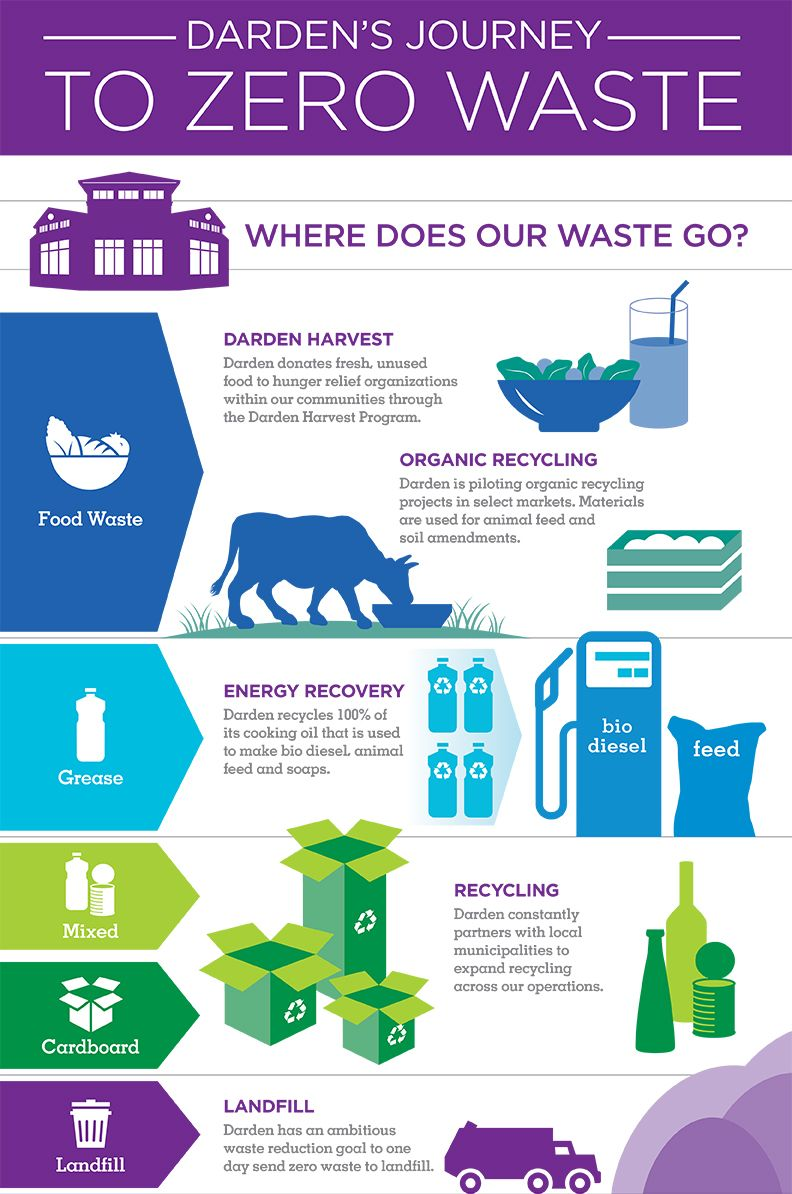 DARDEN'S JOURNEY
TO ZERO WASTE
WHERE DOES OUR WASTE GO?
Food Waste
DARDEN HARVEST
Darden donates fresh, unused
food to hunger relief organizations
within our communities through
the Darden Harvest Program.
ORGANIC RECYCLING
Darden is piloting organic recycling
projects in select markets. Materials
are used for animal feed and
soil amendments.
Grease
ENERGY RECOVERY
Darden recycles 100% of
its cooking oil that is used
to make bio diesel, animal
feed and soaps.
bio
diesel
feed
Mixed
Cardboard
RECYCLING
Darden constantly
partners with local
municipalities to
expand recycling
across our operations.
Landfill
LANDFILL
Darden has an ambitious
waste reduction goal to one
day send zero waste to landfill.